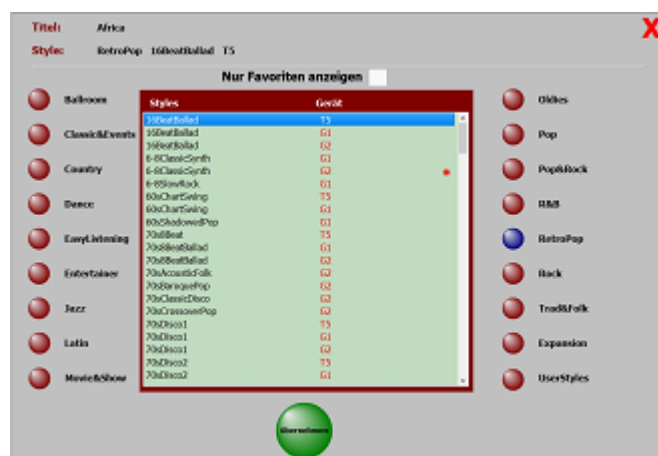 Titel: Africa
X
Style: RetroPop 16BeatBallad T5
Nur Favoriten anzeigen
Ballroom
Classic&Events
Country
Dance
EasyListening
Entertainer
Jazz
Latin
Movie&Show
Styles Gerät
16BeatBallad T5
16BeatBallad G1
16BeatBallad G2
6-8ClassicSynth G1
6-8ClassicSynth G2
6-8SlowRock G1
60sChartSwing T5
60sChartSwing G1
60sShadowedPop G1
70s8Beat T5
70s8BeatBallad G1
70s8BeatBallad G2
70sAcousticFolk G2
70sBaroquePop G2
70sClassicDisco G2
70sCrossoverPop G2
70sDisco1 T5
70sDisco1 G1
70sDisco1 G2
70sDisco2 T5
70sDisco2 G1
Oldies
Pop
Pop&Rock
R&B
RetroPop
Rock
Trad&Folk
Expansion
UserStyles
Übernehmen